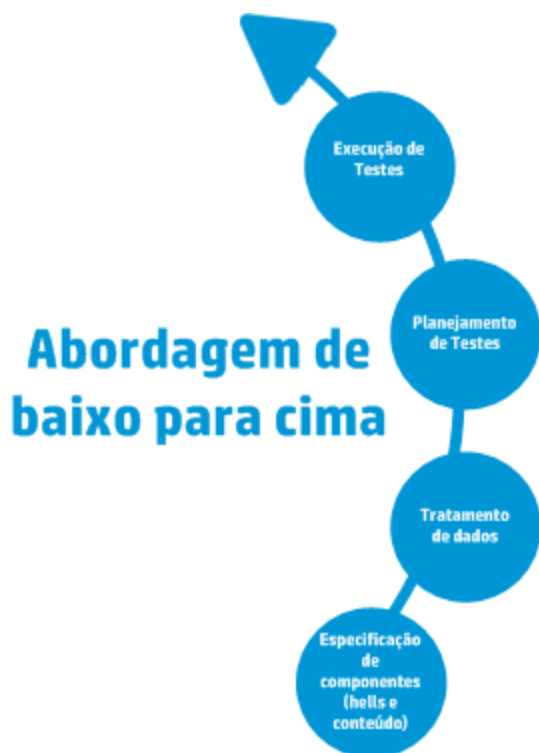 Execução de
Testes
Planejamento
de Testes
Abordagem de
baixo para cima
Tratamento
de dados
Especificação
de
componentes
(hells e
conteúdo)